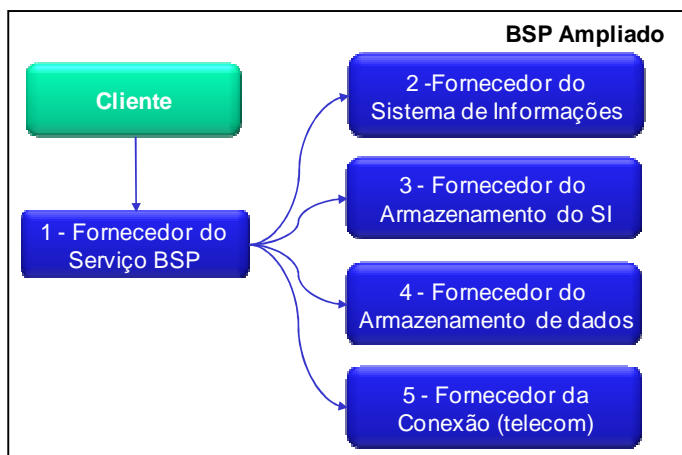 BSP Ampliado
Cliente
1 - Fornecedor do
Serviço BSP
2 -Fornecedor do
Sistema de Informações
3 - Fornecedor do
Armazenamento do SI
4 - Fornecedor do
Armazenamento de dados
5 - Fornecedor da
Conexão (telecom)